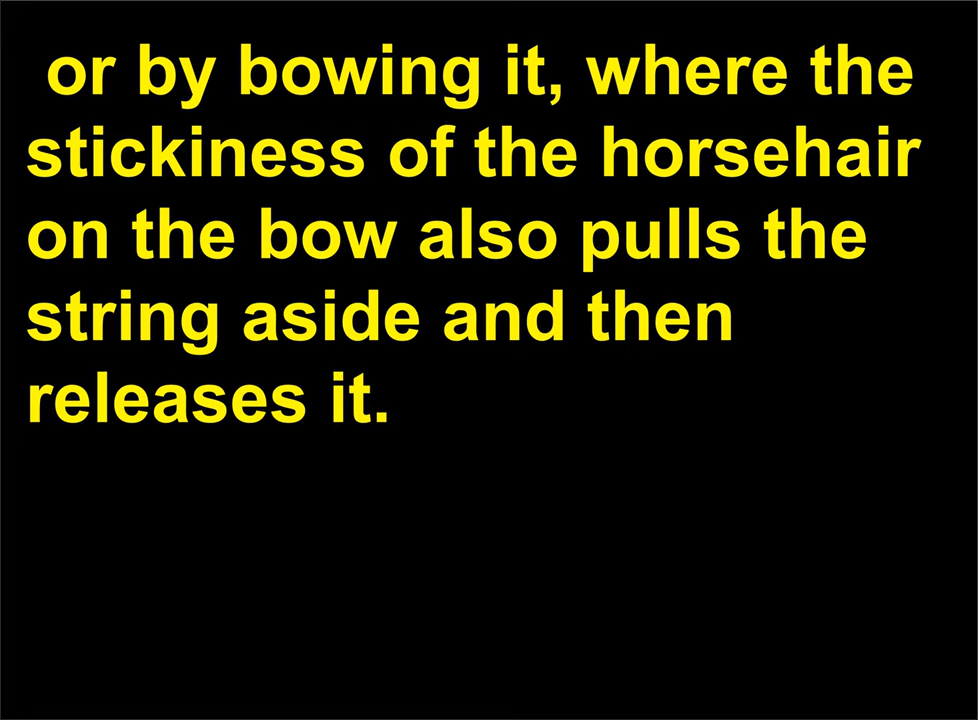 or by bowing it, where the
stickiness of the horsehair
on the bow also pulls the
string aside and then
releases it.